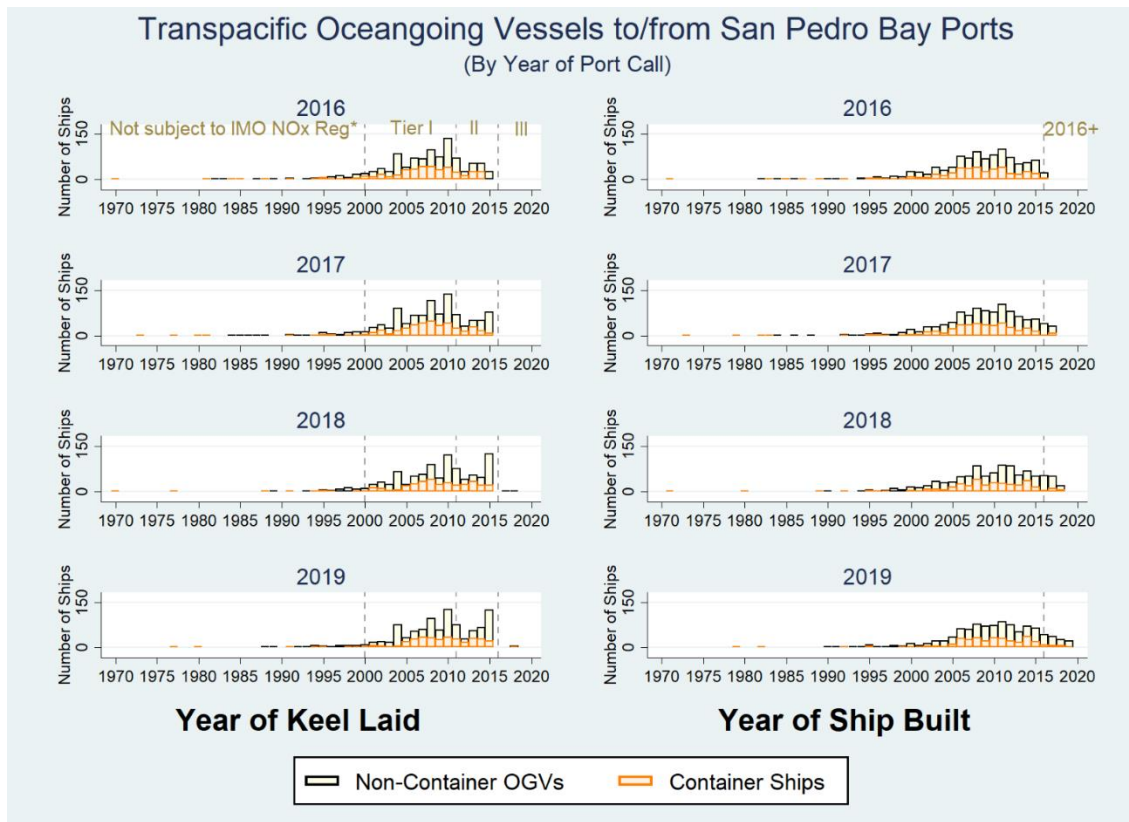 Transpacific Oceangoing Vessels to/from San Pedro Bay Ports
(By Year of Port Call)
2016
Not subject to IMO NOx Reg* Tier I II III
Number of Ships
150
0
1970 1975 1980 1985 1990 1995 2000 2005 2010 2015 2020
2016
2016+
Number of Ships
150
0
1970 1975 1980 1985 1990 1995 2000 2005 2010 2015 2020
2017
Number of Ships
150
0
1970 1975 1980 1985 1990 1995 2000 2005 2010 2015 2020
2017
Number of Ships
150
0
1970 1975 1980 1985 1990 1995 2000 2005 2010 2015 2020
2018
Number of Ships
150
0
1970 1975 1980 1985 1990 1995 2000 2005 2010 2015 2020
2018
Number of Ships
150
0
1970 1975 1980 1985 1990 1995 2000 2005 2010 2015 2020
2019
Number of Ships
150
0
1970 1975 1980 1985 1990 1995 2000 2005 2010 2015 2020
2019
Number of Ships
150
0
1970 1975 1980 1985 1990 1995 2000 2005 2010 2015 2020
Year of Keel Laid
Year of Ship Built
Non-Container OGVs
Container Ships